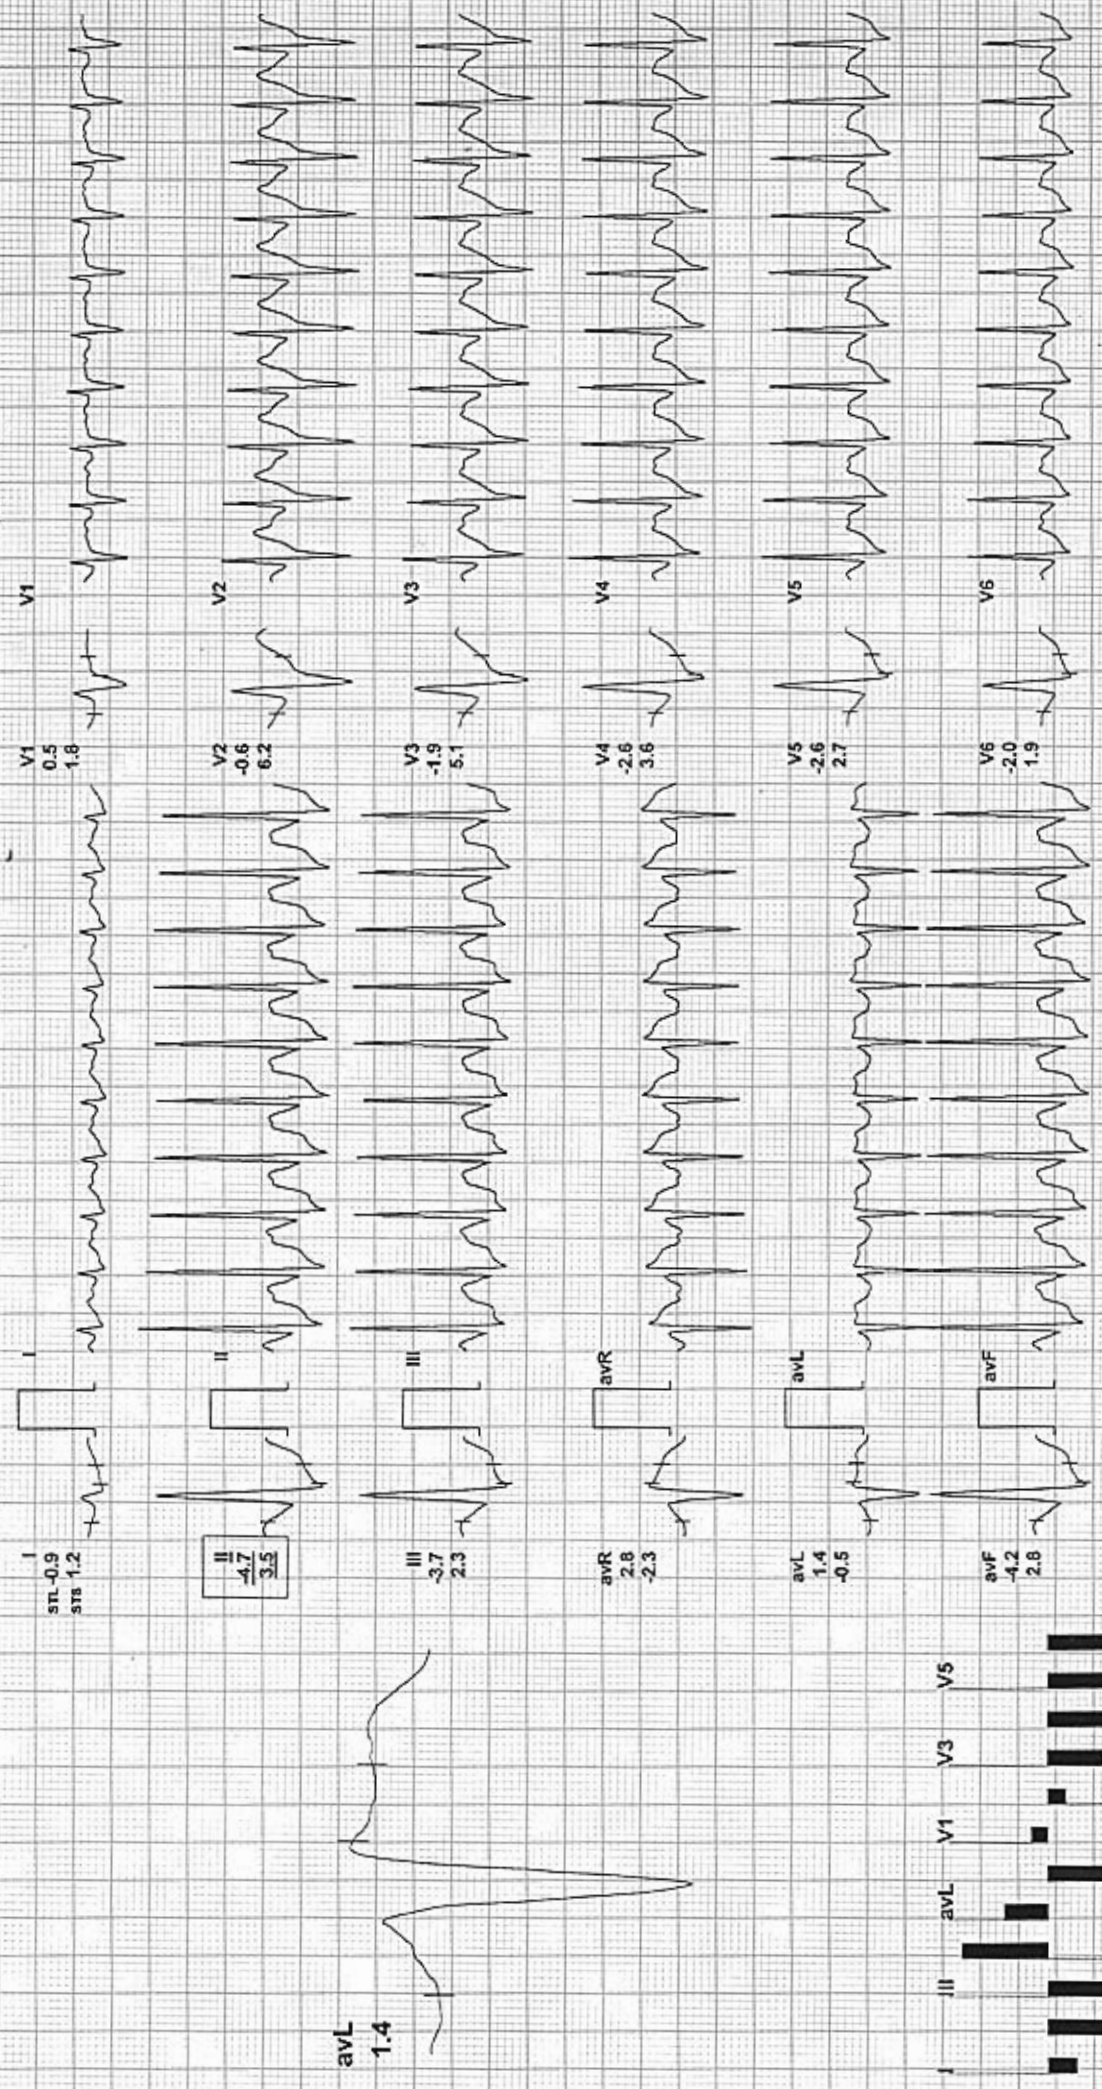 avL
1.4
I
STL -0.9
STS 1.2
II
-4.7
3.5
III
-3.7
2.3
avR
2.8
-2.3
avL
1.4
-0.5
avF
-4.2
2.8
I
II
III
avR
avL
avF
V1
0.5
1.8
V2
-0.6
6.2
V3
-1.9
5.1
V4
-2.6
3.6
V5
-2.6
2.7
V6
-2.0
1.9
V1
V2
V3
V4
V5
V6
I III avL V1 V3 V5